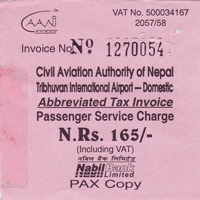 CAAN
VAT No. 500034167
2057/58
Invoice No. Nº 1270054
Civil Aviation Authority of Nepal
Tribhuvan International Airport — Domestic
Abbreviated Tax Invoice
Passenger Service Charge
N.Rs. 165/-
(Including VAT)
नबिल बैंक लिमिटेड
Nabil Bank
Limited
PAX Copy